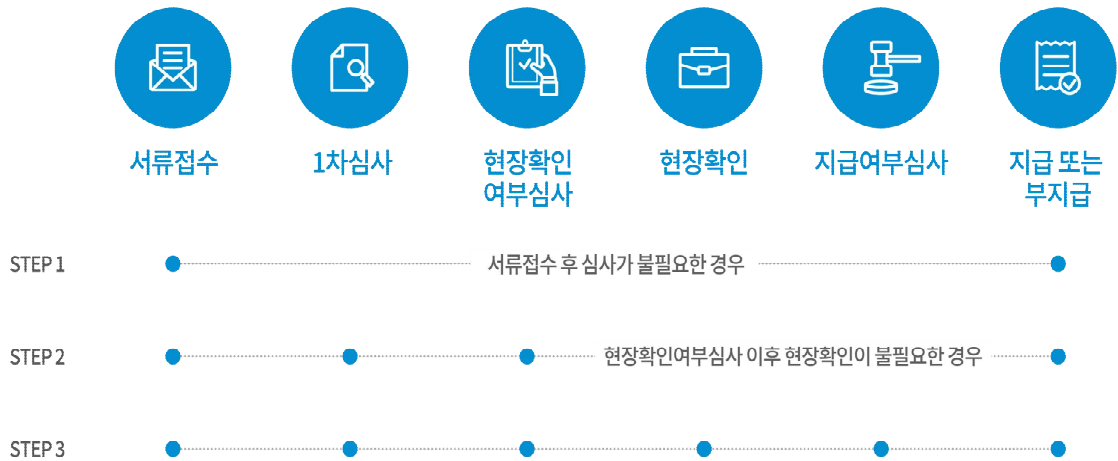 서류접수
1차심사
현장확인
여부심사
현장확인
지급여부심사
지급 또는
부지급
STEP 1
서류접수 후 심사가 불필요한 경우
STEP 2
현장확인여부심사 이후 현장확인이 불필요한 경우
STEP 3